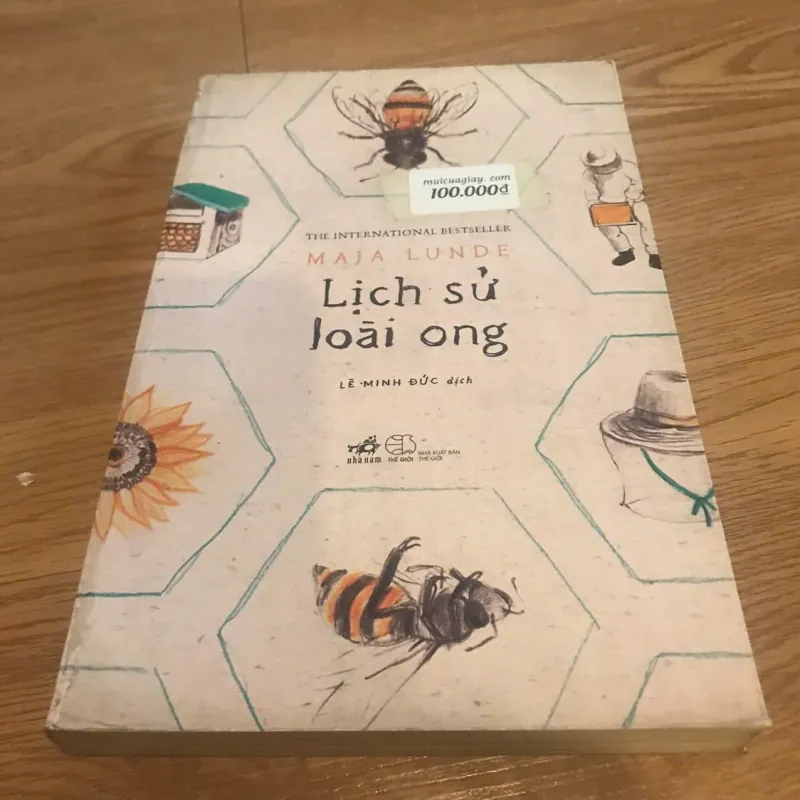 muicuagiay. com
100.000₫
THE INTERNATIONAL BESTSELLER
MAJA LUNDE
Lịch sử
loài ong
LÊ MINH ĐỨC dịch
nhã nam
THẾ GIỚI
NHÀ XUẤT BẢN
THẾ GIỚI